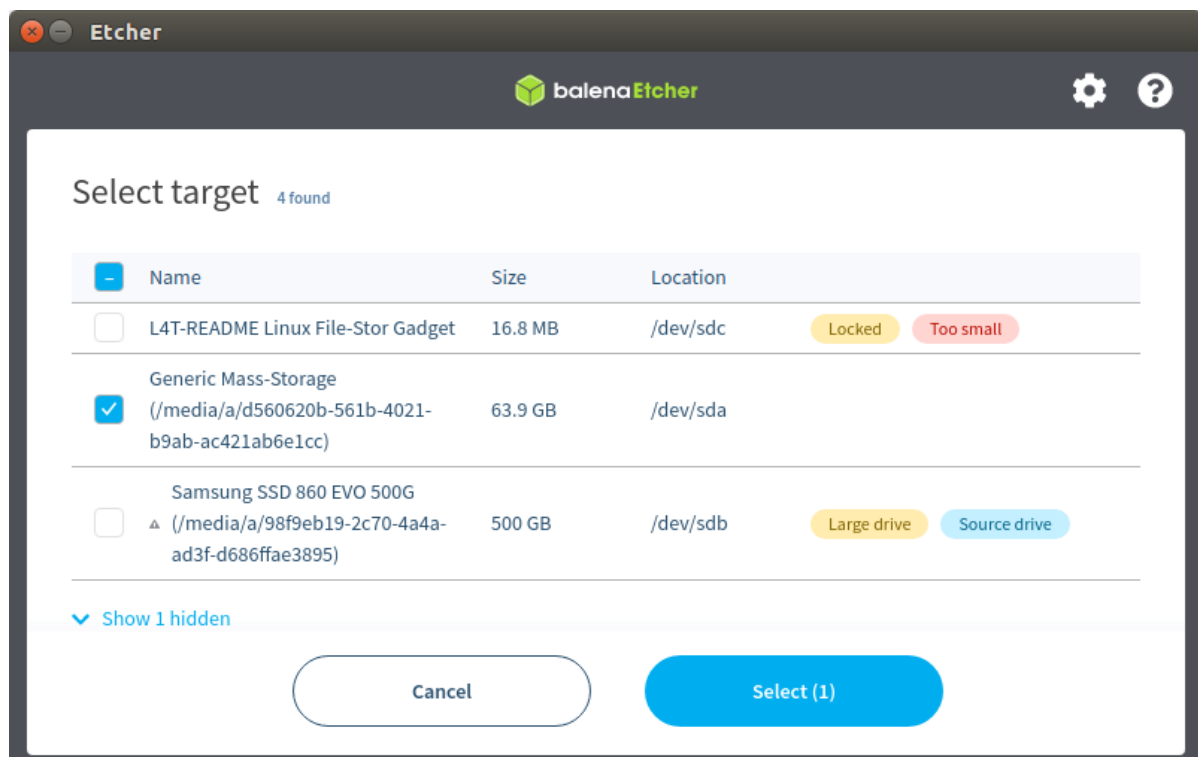 Etcher
balenaEtcher
Select target 4 found
Name Size Location
L4T-README Linux File-Stor Gadget 16.8 MB /dev/sdc Locked Too small
Generic Mass-Storage
(/media/a/d560620b-561b-4021-
b9ab-ac421ab6e1cc) 63.9 GB /dev/sda
Samsung SSD 860 EVO 500G
(/media/a/98f9eb19-2c70-4a4a-
ad3f-d686ffae3895) 500 GB /dev/sdb Large drive Source drive
Show 1 hidden
Cancel Select (1)